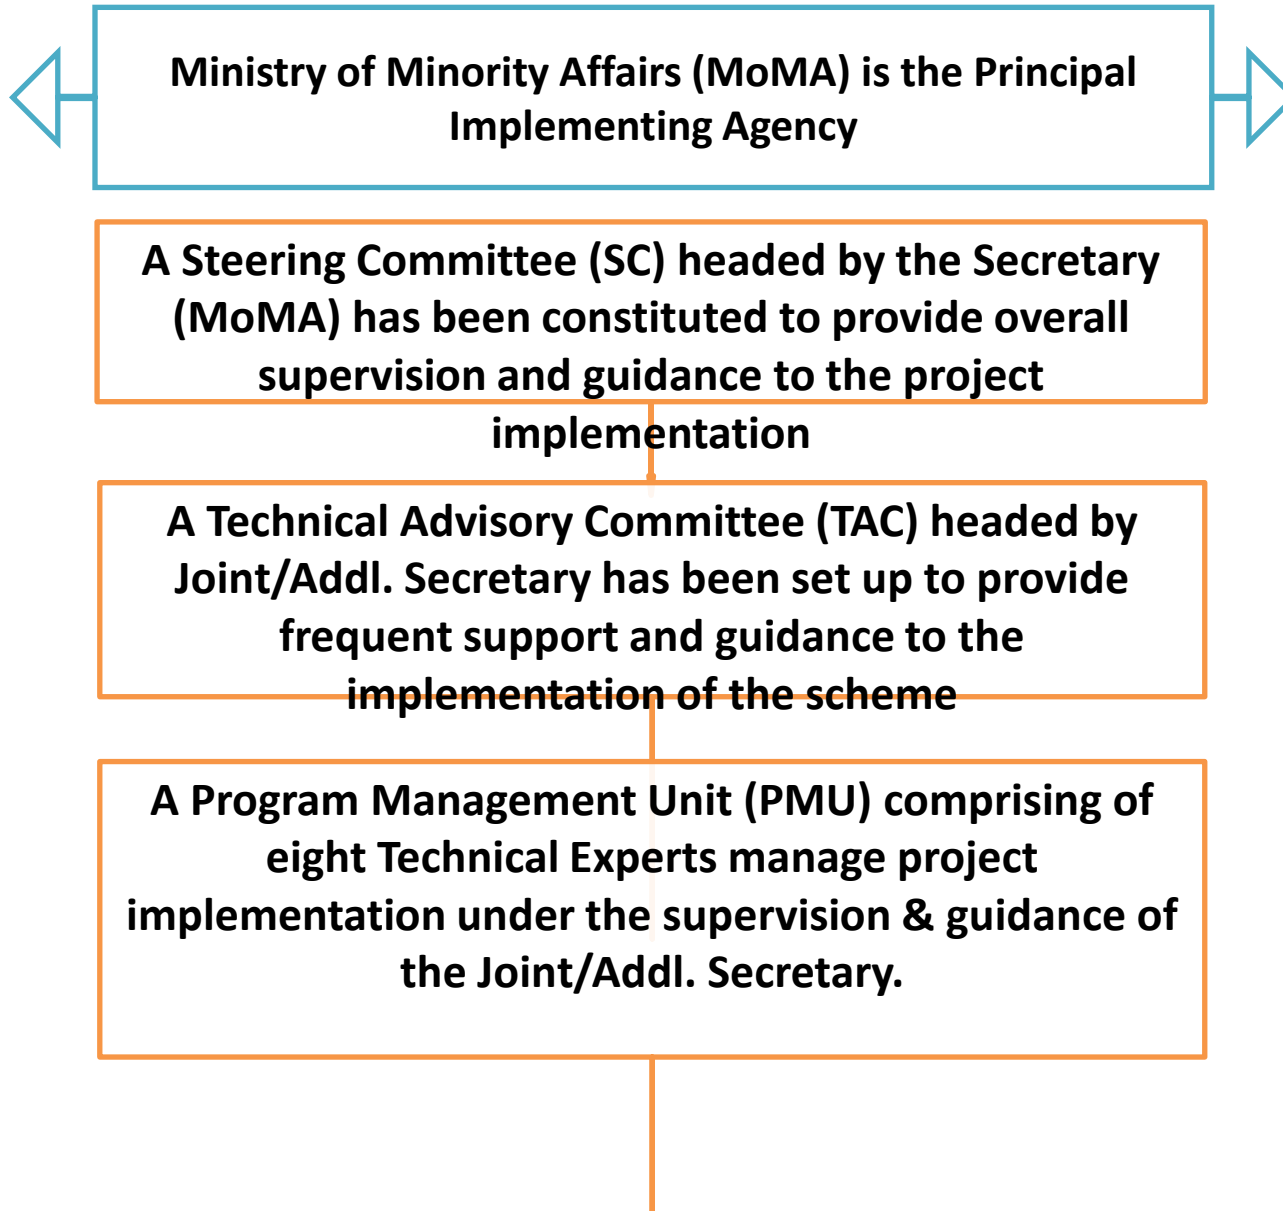 Ministry of Minority Affairs (MoMA) is the Principal
Implementing Agency
A Steering Committee (SC) headed by the Secretary
(MoMA) has been constituted to provide overall
supervision and guidance to the project
implementation
A Technical Advisory Committee (TAC) headed by
Joint/Addl. Secretary has been set up to provide
frequent support and guidance to the
implementation of the scheme
A Program Management Unit (PMU) comprising of
eight Technical Experts manage project
implementation under the supervision & guidance of
the Joint/Addl. Secretary.